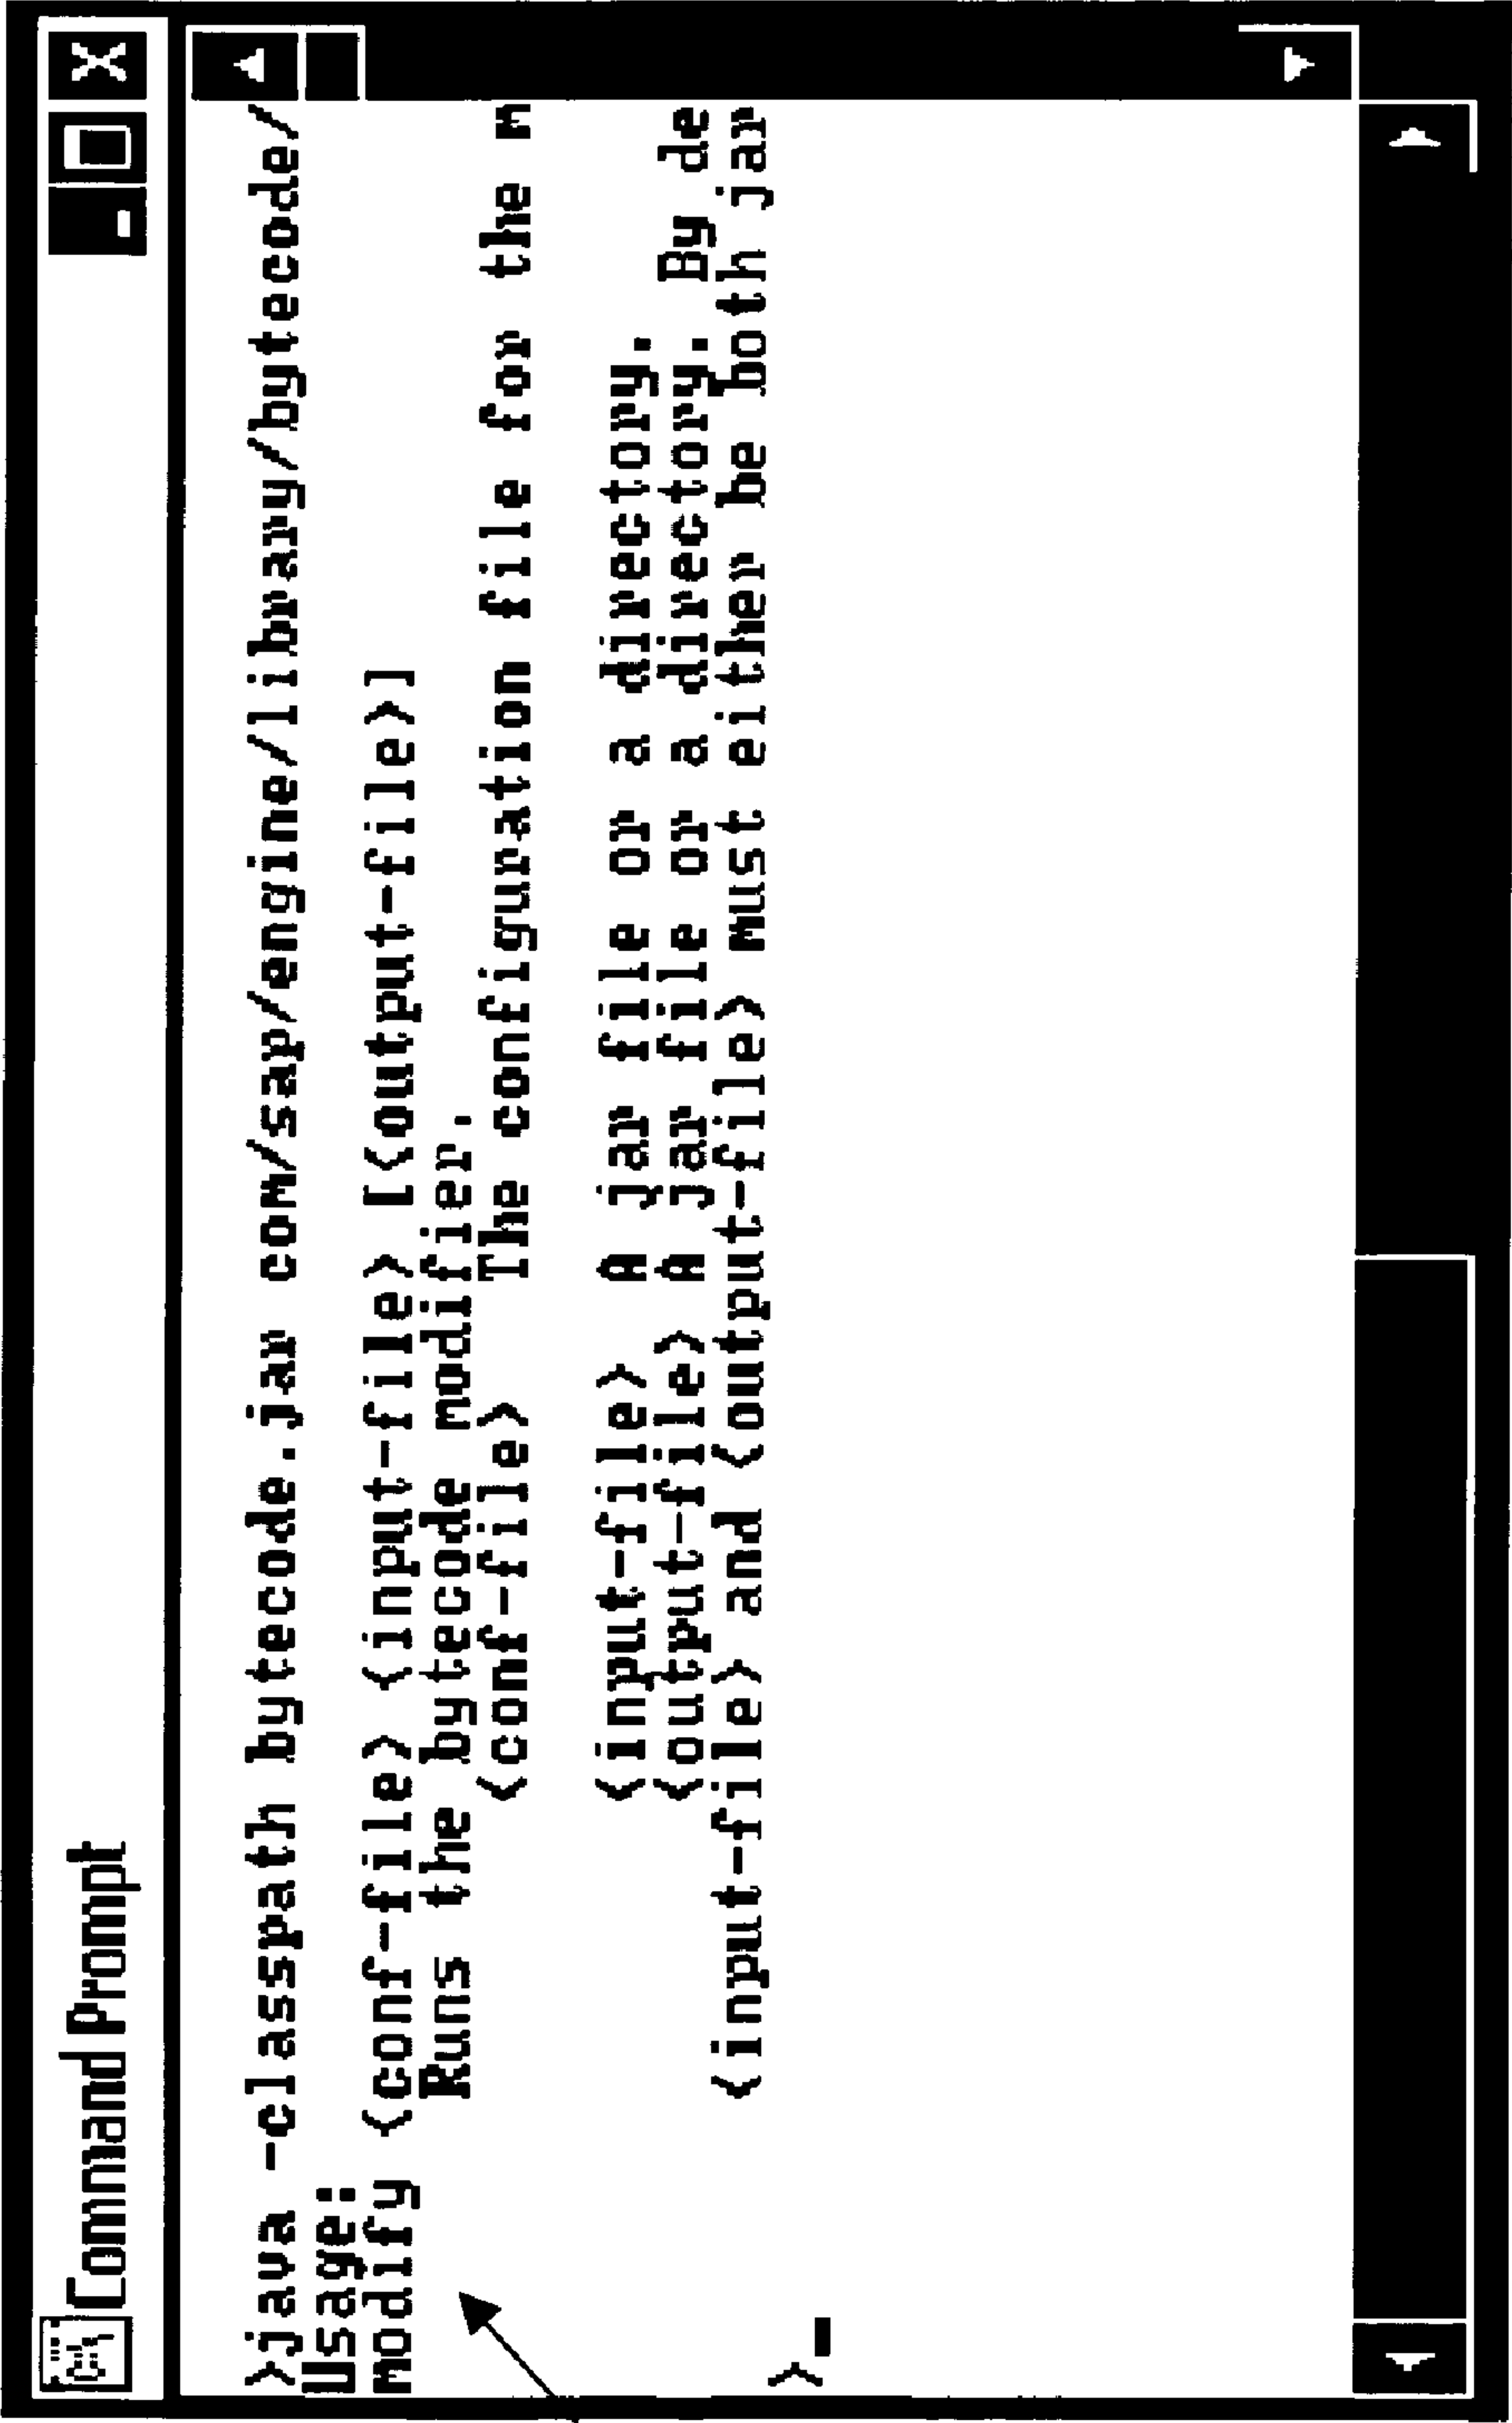 Command Prompt
>java -classpath bytecode.jar com/sap/engine/library/bytecode/
Usage:
modify <conf-file> <input-file> [<output-file>]
Runs the bytecode modifier.
<conf-file> The configuration file for the m
<input-file> A jar file or a directory.
<output-file> A jar file or a directory. By de
<input-file> and <output-file> must either be both jar
>_